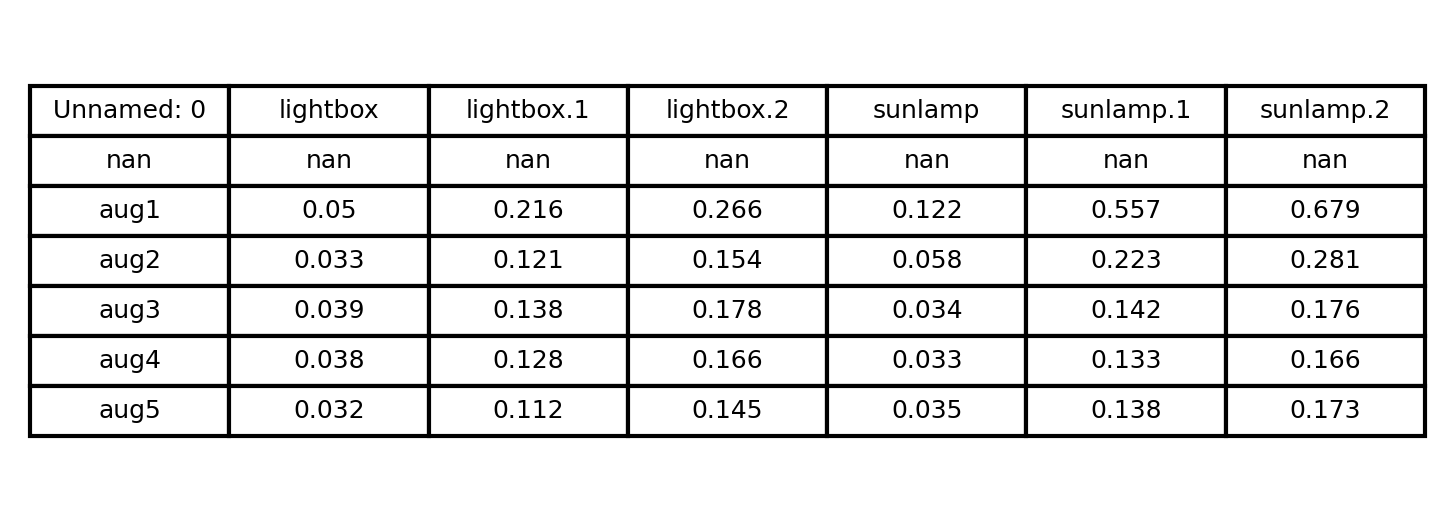 Unnamed: 0 lightbox lightbox.1 lightbox.2 sunlamp sunlamp.1 sunlamp.2
nan nan nan nan nan nan nan
aug1 0.05 0.216 0.266 0.122 0.557 0.679
aug2 0.033 0.121 0.154 0.058 0.223 0.281
aug3 0.039 0.138 0.178 0.034 0.142 0.176
aug4 0.038 0.128 0.166 0.033 0.133 0.166
aug5 0.032 0.112 0.145 0.035 0.138 0.173